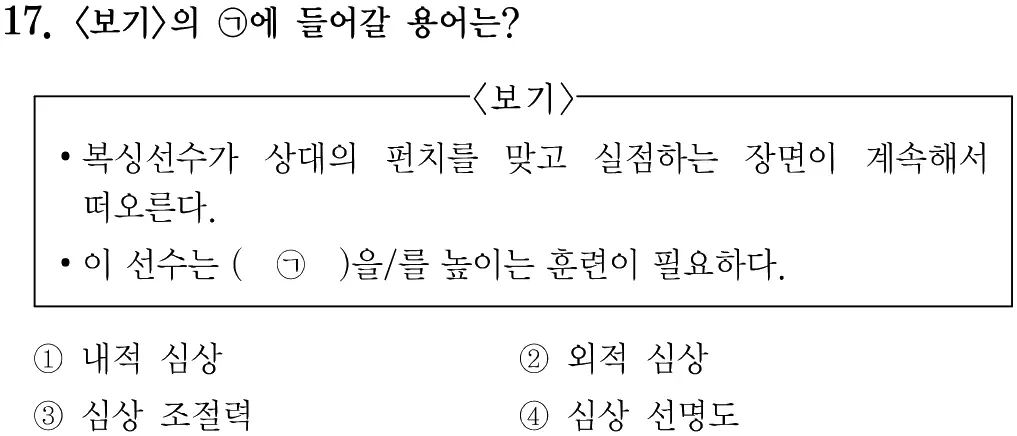 17. 〈보기〉의 ㉠에 들어갈 용어는?
〈보기〉
• 복싱선수가 상대의 펀치를 맞고 실점하는 장면이 계속해서
떠오른다.
• 이 선수는 ( ㉠ )을/를 높이는 훈련이 필요하다.
① 내적 심상 ② 외적 심상
③ 심상 조절력 ④ 심상 선명도